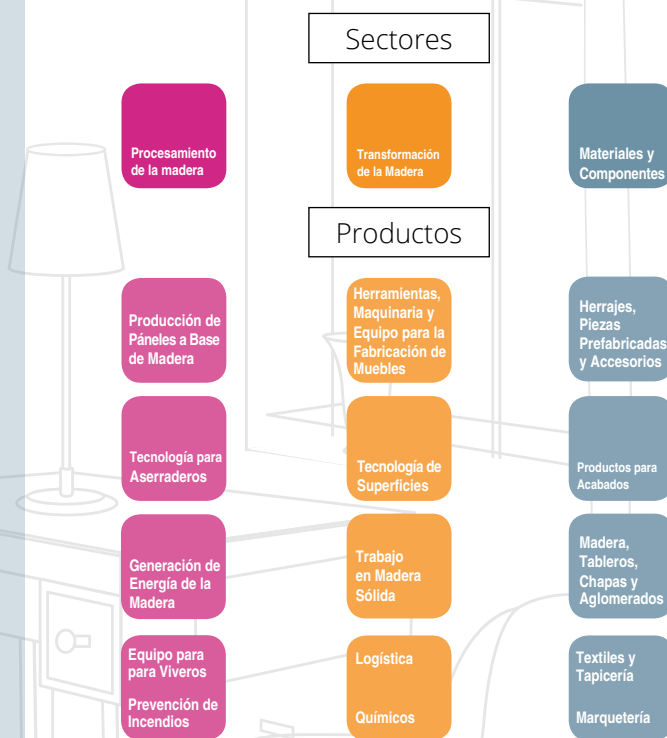 Sectores
Procesamiento
de la madera
Transformación
de la Madera
Materiales y
Componentes
Productos
Producción de
Páneles a Base
de Madera
Herramientas,
Maquinaria y
Equipo para la
Fabricación de
Muebles
Herrajes,
Piezas
Prefabricadas
y Accesorios
Tecnología para
Aserraderos
Tecnología de
Superficies
Productos para
Acabados
Generación de
Energía de la
Madera
Trabajo
en Madera
Sólida
Madera,
Tableros,
Chapas y
Aglomerados
Equipo para
para Viveros
Prevención de
Incendios
Logística
Químicos
Textiles y
Tapicería
Marquetería